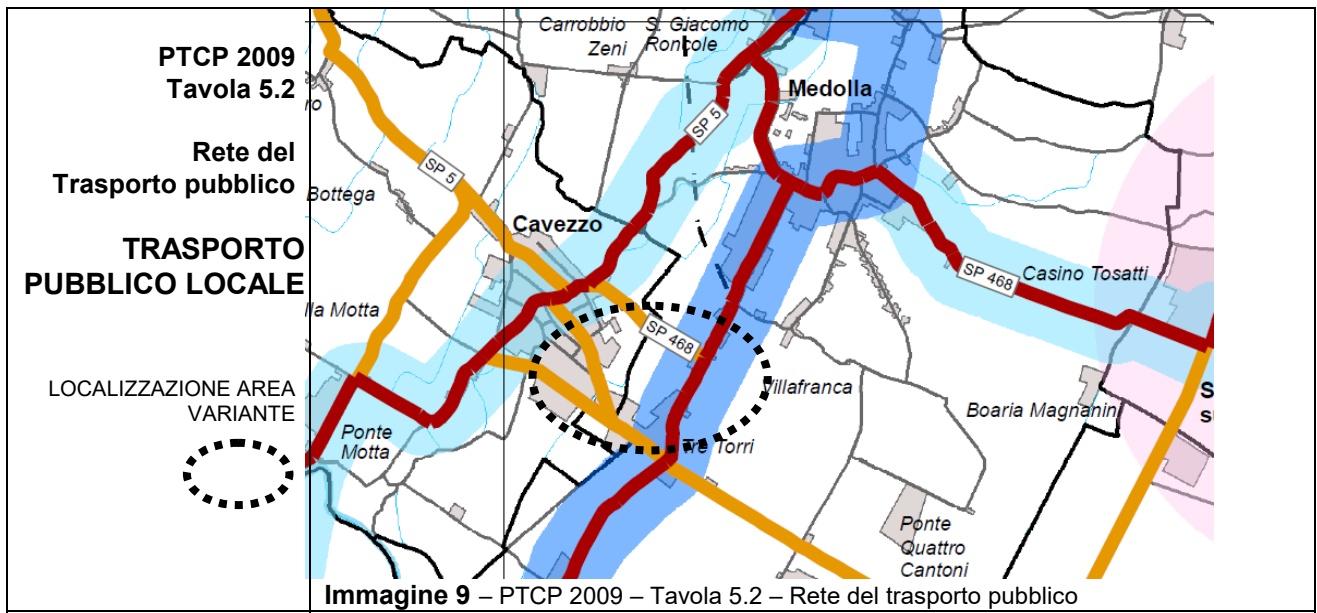 PTCP 2009
Tavola 5.2
Rete del
Trasporto pubblico
TRASPORTO
PUBBLICO LOCALE
LOCALIZZAZIONE AREA
VARIANTE
Carrobbio
Zeni
S. Giacomo
Roncole
Medolla
ro
SP 5
SP 5
Bottega
Cavezzo
SP 468
Casino Tosatti
lla Motta
SP 468
Villafranca
Boaria Magnanin
S
s
Ponte
Motta
Tre Torri
Ponte
Quattro
Cantoni
Immagine 9 – PTCP 2009 – Tavola 5.2 – Rete del trasporto pubblico